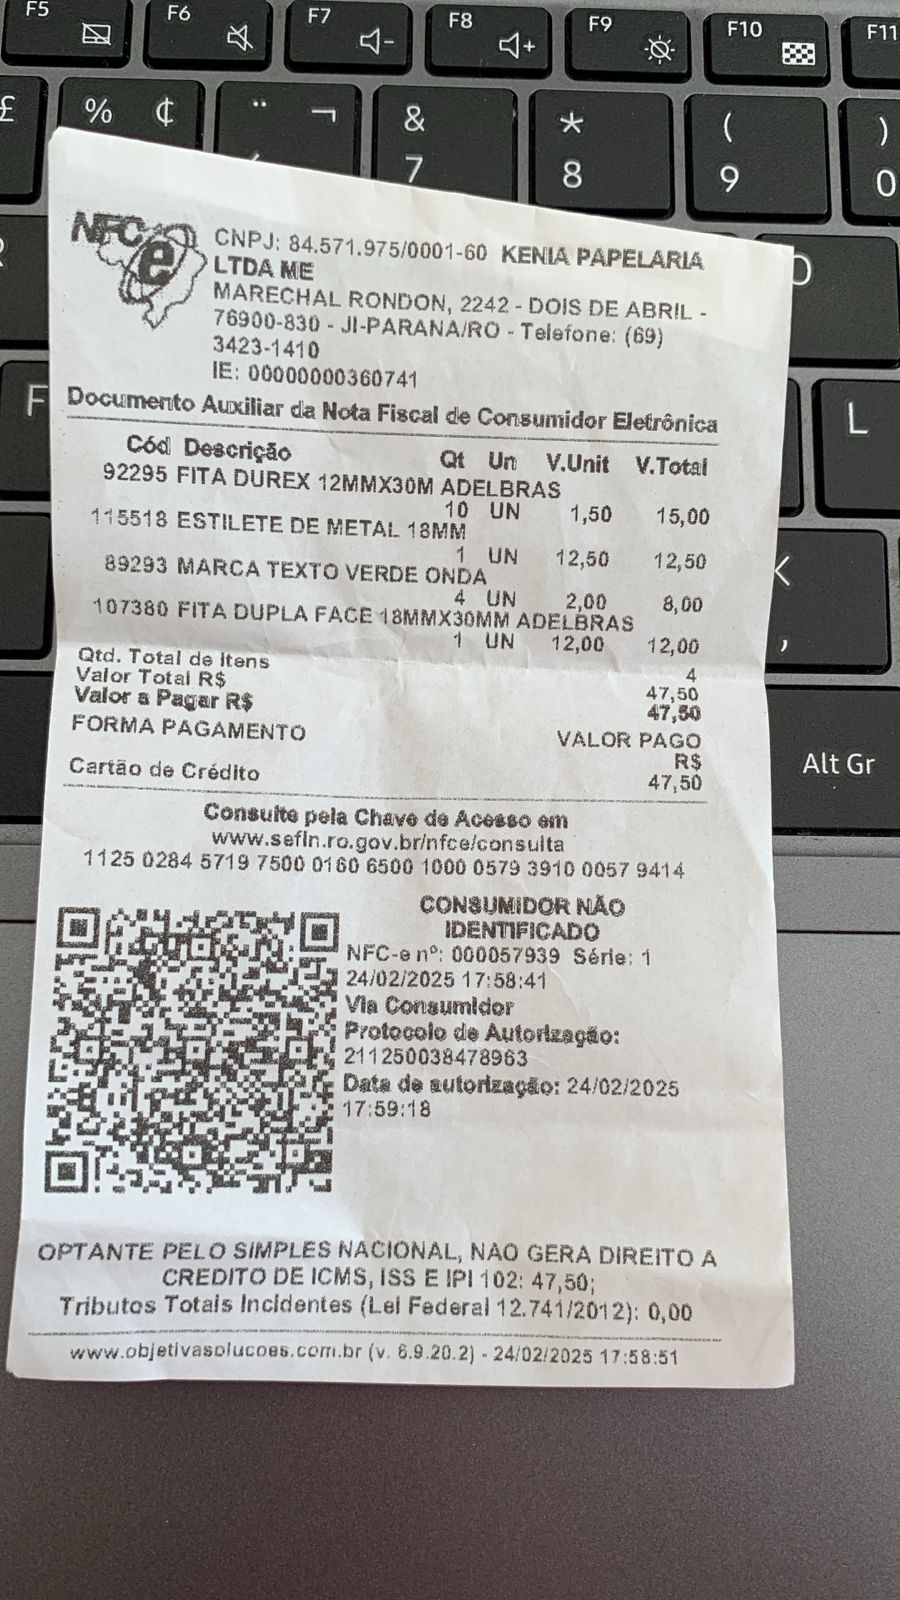 F5 F6 F7 F8 F9 F10 F11
£ % ¢ ¨ ¬ & * ( )
7 8 9 0
NFC
e
CNPJ: 84.571.975/0001-60 KENIA PAPELARIA
LTDA ME
MARECHAL RONDON, 2242 - DOIS DE ABRIL -
76900-830 - JI-PARANA/RO - Telefone: (69)
3423-1410
IE: 00000000360741
Documento Auxiliar da Nota Fiscal de Consumidor Eletrônica
Cód Descrição Qt Un V.Unit V.Total
92295 FITA DUREX 12MMX30M ADELBRAS
10 UN 1,50 15,00
115518 ESTILETE DE METAL 18MM
1 UN 12,50 12,50
89293 MARCA TEXTO VERDE ONDA
4 UN 2,00 8,00
107380 FITA DUPLA FACE 18MMX30MM ADELBRAS
1 UN 12,00 12,00
Qtd. Total de Itens 4
Valor Total R$ 47,50
Valor a Pagar R$ 47,50
FORMA PAGAMENTO VALOR PAGO
R$
Cartão de Crédito 47,50
Consulte pela Chave de Acesso em
www.sefin.ro.gov.br/nfce/consulta
1125 0284 5719 7500 0160 6500 1000 0579 3910 0057 9414
CONSUMIDOR NÃO
IDENTIFICADO
NFC-e nº: 000057939 Série: 1
24/02/2025 17:58:41
Via Consumidor
Protocolo de Autorização:
211250038478963
Data de autorização: 24/02/2025
17:59:18
OPTANTE PELO SIMPLES NACIONAL, NAO GERA DIREITO A
CREDITO DE ICMS, ISS E IPI 102: 47,50;
Tributos Totais Incidentes (Lei Federal 12.741/2012): 0,00
www.objetivasolucoes.com.br (v. 6.9.20.2) - 24/02/2025 17:58:51
F
O
L
K
,
Alt Gr